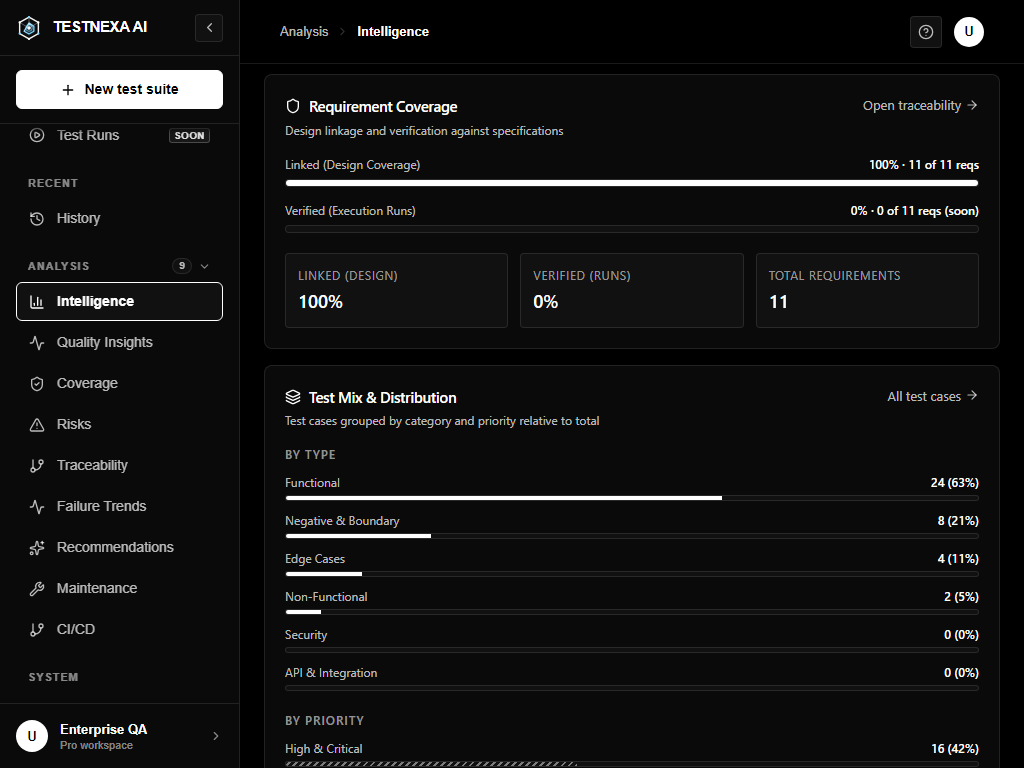 TESTNEXA AI
New test suite
Test Runs SOON
RECENT
History
ANALYSIS 9
Intelligence
Quality Insights
Coverage
Risks
Traceability
Failure Trends
Recommendations
Maintenance
CI/CD
SYSTEM
U Enterprise QA
Pro workspace
Analysis Intelligence
U
Requirement Coverage Open traceability
Design linkage and verification against specifications
Linked (Design Coverage) 100% · 11 of 11 reqs
Verified (Execution Runs) 0% · 0 of 11 reqs (soon)
LINKED (DESIGN) VERIFIED (RUNS) TOTAL REQUIREMENTS
100% 0% 11
Test Mix & Distribution All test cases
Test cases grouped by category and priority relative to total
BY TYPE
Functional 24 (63%)
Negative & Boundary 8 (21%)
Edge Cases 4 (11%)
Non-Functional 2 (5%)
Security 0 (0%)
API & Integration 0 (0%)
BY PRIORITY
High & Critical 16 (42%)